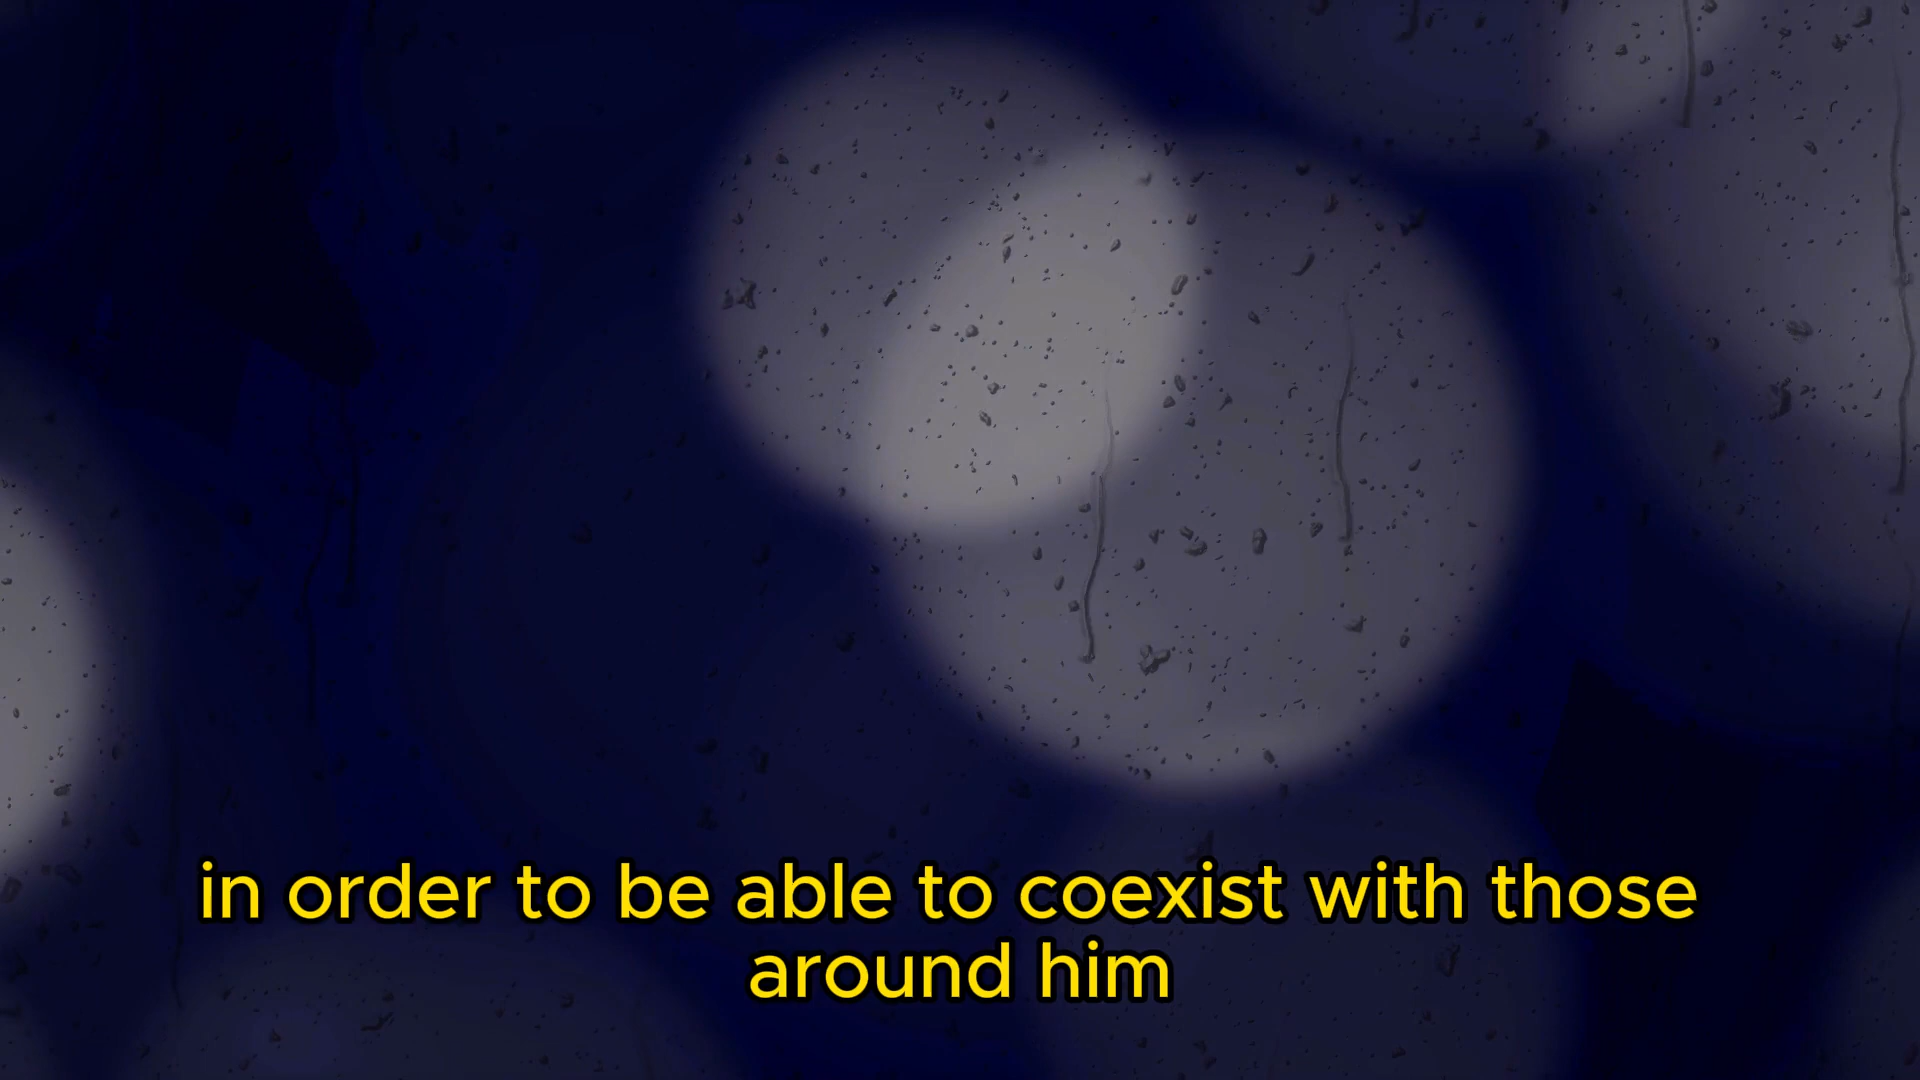 in order to be able to coexist with those
around him